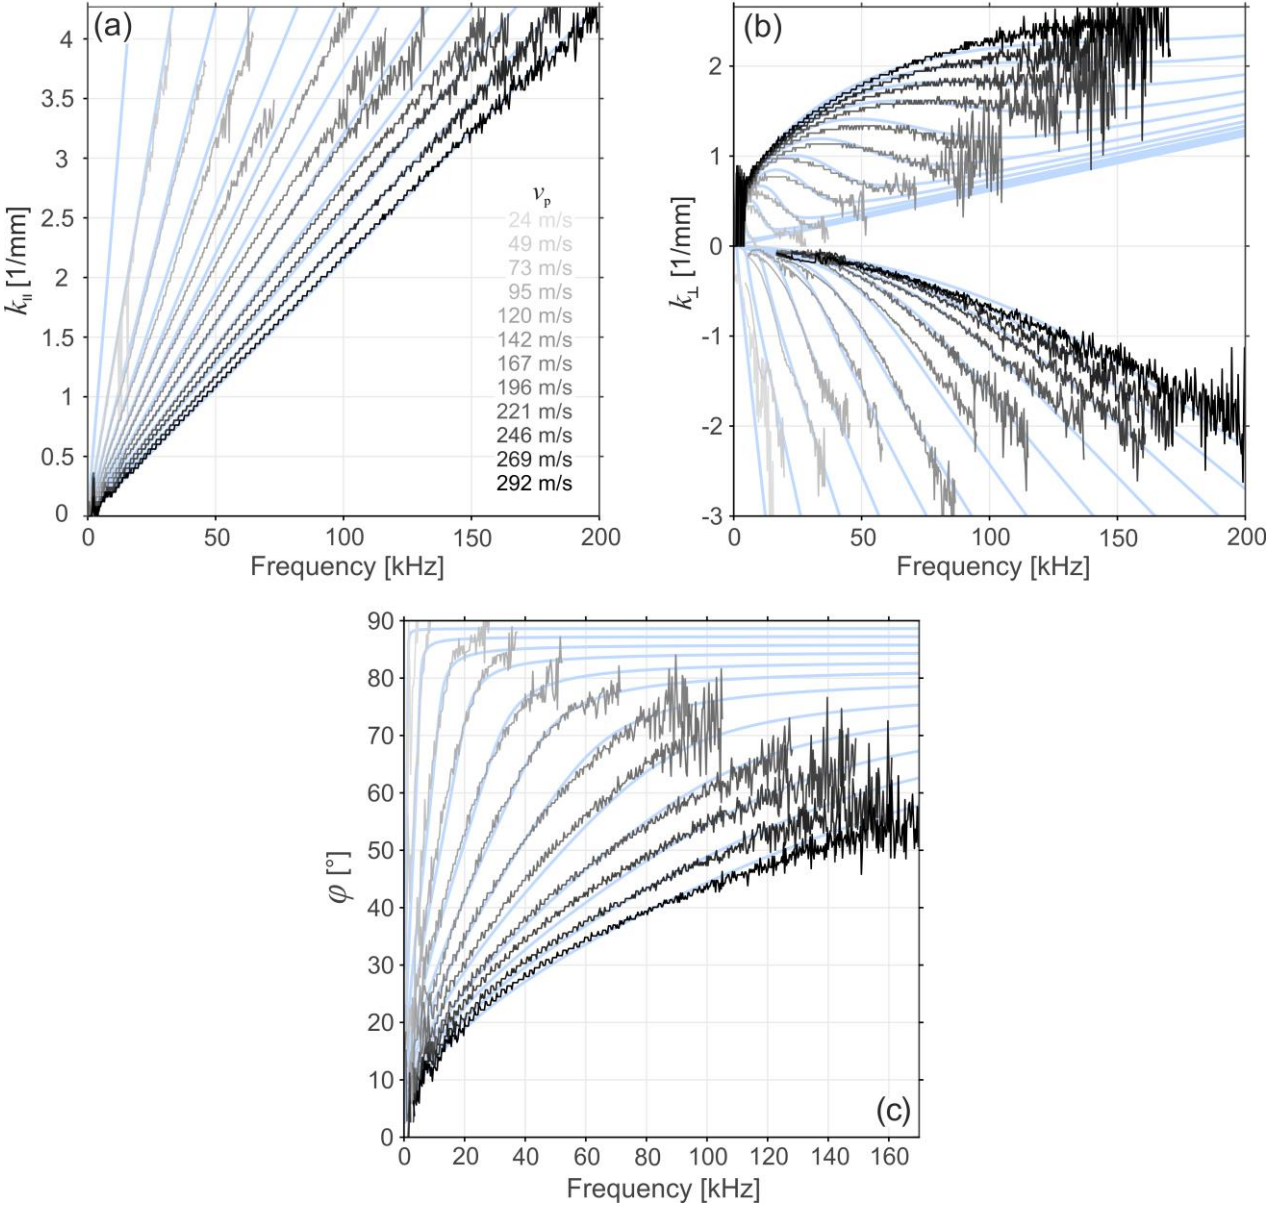 (a)
4
3.5
3
2.5
2
1.5
1
0.5
0
k॥ [1/mm]
0 50 100 150 200
Frequency [kHz]
vp
24 m/s
49 m/s
73 m/s
95 m/s
120 m/s
142 m/s
167 m/s
196 m/s
221 m/s
246 m/s
269 m/s
292 m/s
(b)
2
1
0
-1
-2
-3
k⊥ [1/mm]
0 50 100 150 200
Frequency [kHz]
90
80
70
60
50
40
30
20
10
0
φ [°]
(c)
0 20 40 60 80 100 120 140 160
Frequency [kHz]